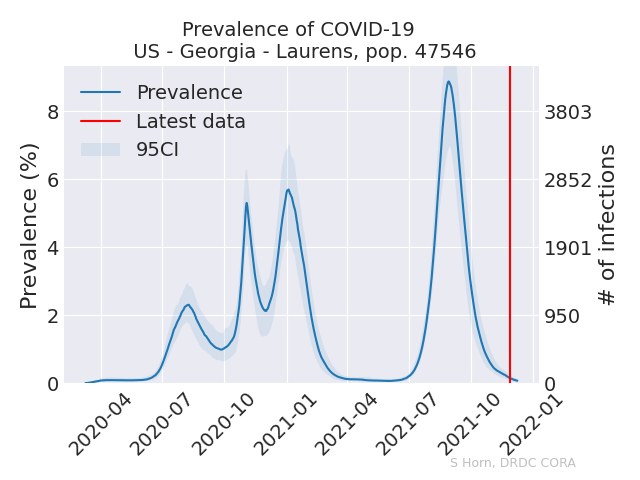 Prevalence of COVID-19
US - Georgia - Laurens, pop. 47546
Prevalence
Latest data
95CI
Prevalence (%)
8
6
4
2
0
3803
2852
1901
950
0
# of infections
2020-04
2020-07
2020-10
2021-01
2021-04
2021-07
2021-10
2022-01
S Horn, DRDC CORA